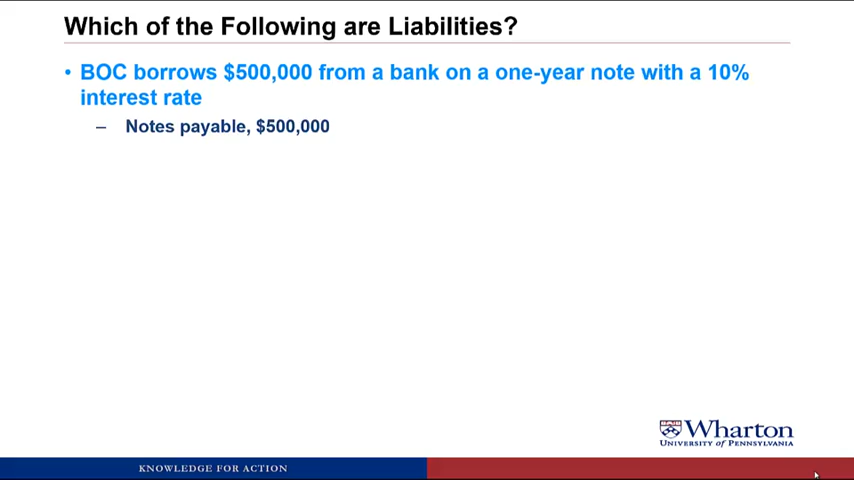 Which of the Following are Liabilities?
• BOC borrows $500,000 from a bank on a one-year note with a 10%
interest rate
– Notes payable, $500,000
Wharton
UNIVERSITY of PENNSYLVANIA
KNOWLEDGE FOR ACTION